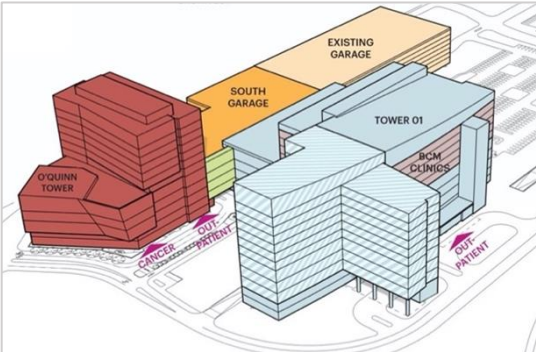 EXISTING
GARAGE
SOUTH
GARAGE
TOWER 01
BCM
CLINICS
O'QUINN
TOWER
CANCER
OUT-
PATIENT
OUT-
PATIENT